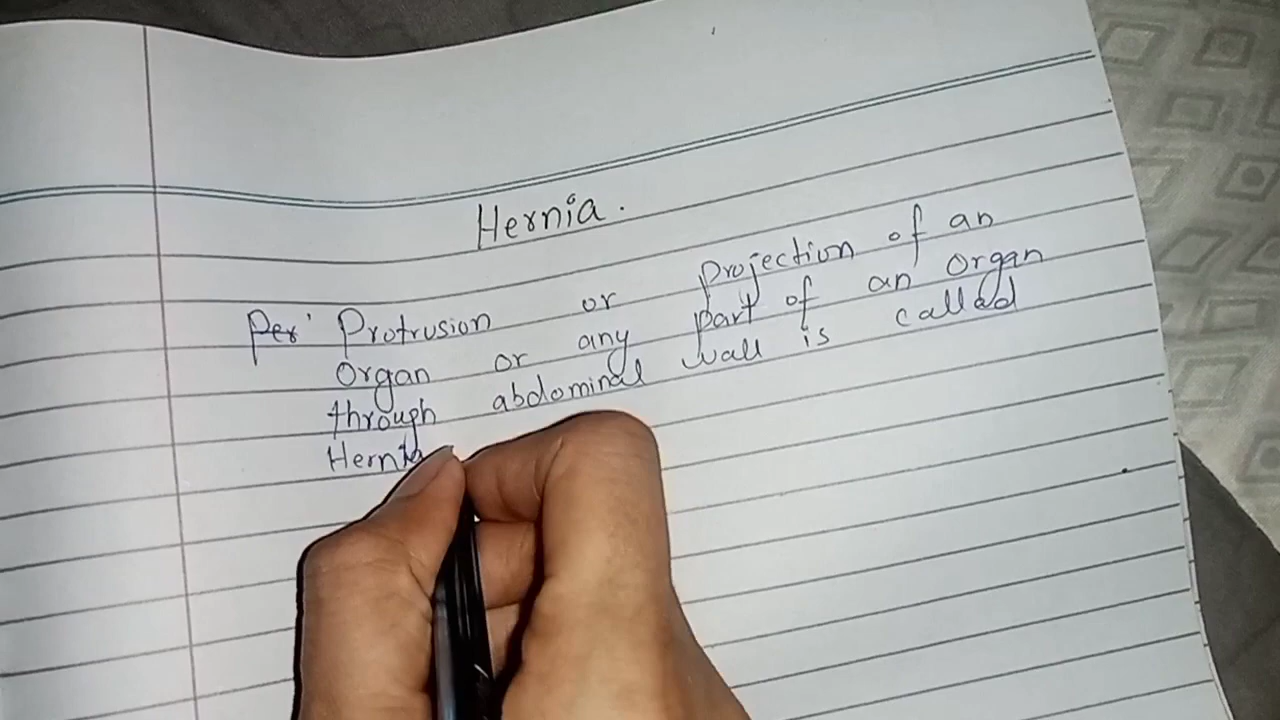 Hernia.
Def' Protrusion or projection of an
Organ or any part of an organ
through abdominal wall is called
Hernia